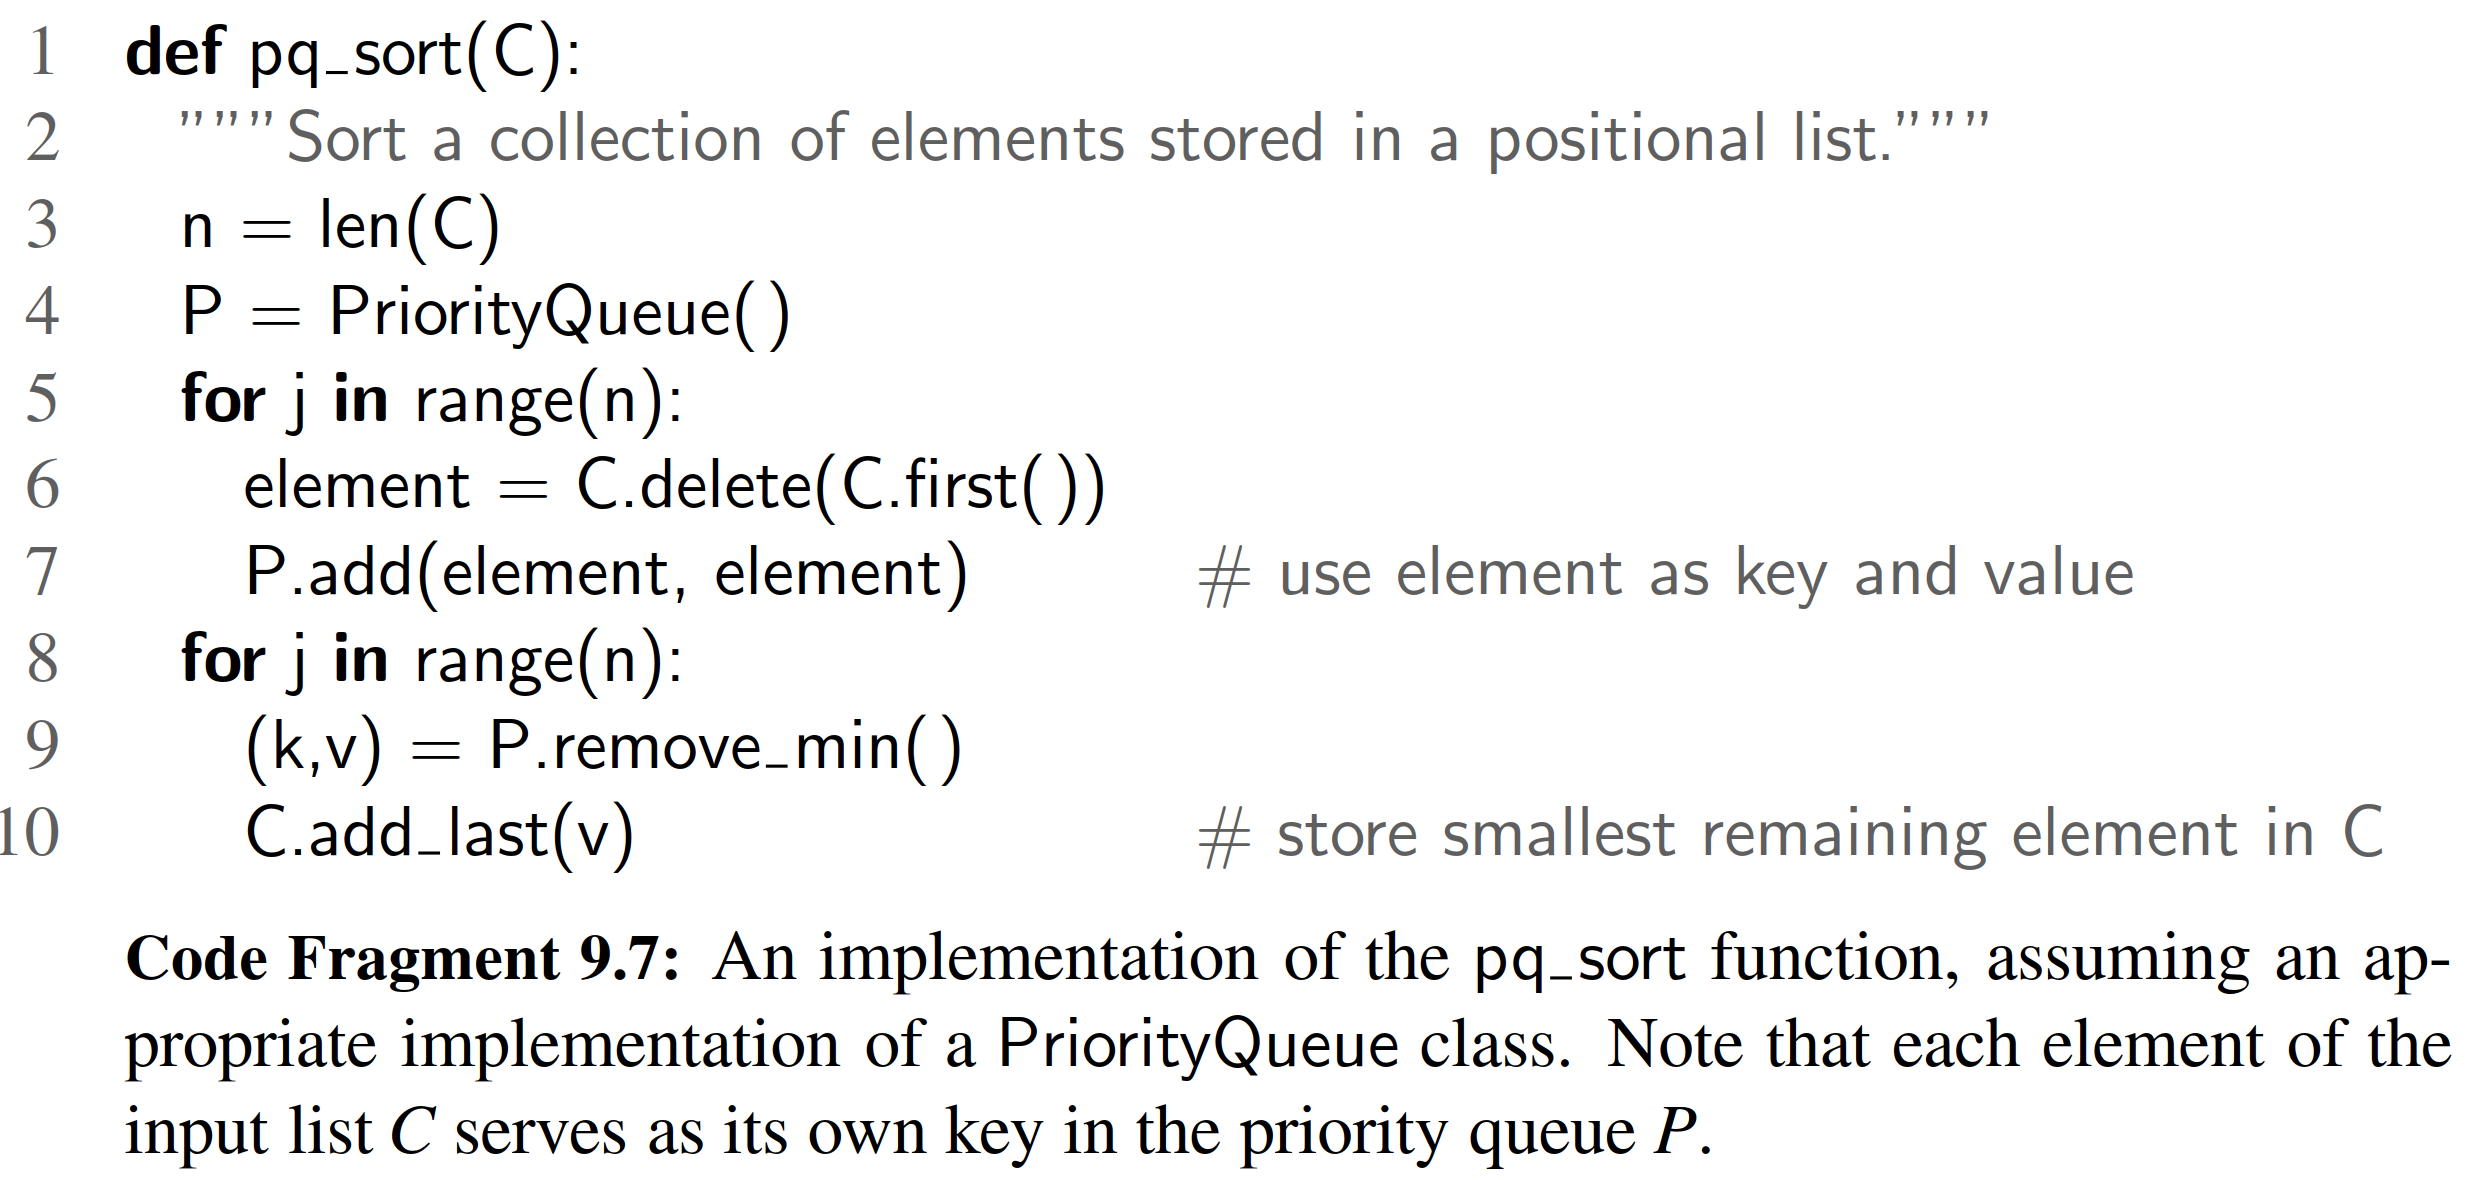 1 def pq_sort(C):
2 """Sort a collection of elements stored in a positional list."""
3 n = len(C)
4 P = PriorityQueue()
5 for j in range(n):
6 element = C.delete(C.first())
7 P.add(element, element) # use element as key and value
8 for j in range(n):
9 (k,v) = P.remove_min()
10 C.add_last(v) # store smallest remaining element in C
Code Fragment 9.7: An implementation of the pq_sort function, assuming an ap-
propriate implementation of a PriorityQueue class. Note that each element of the
input list C serves as its own key in the priority queue P.